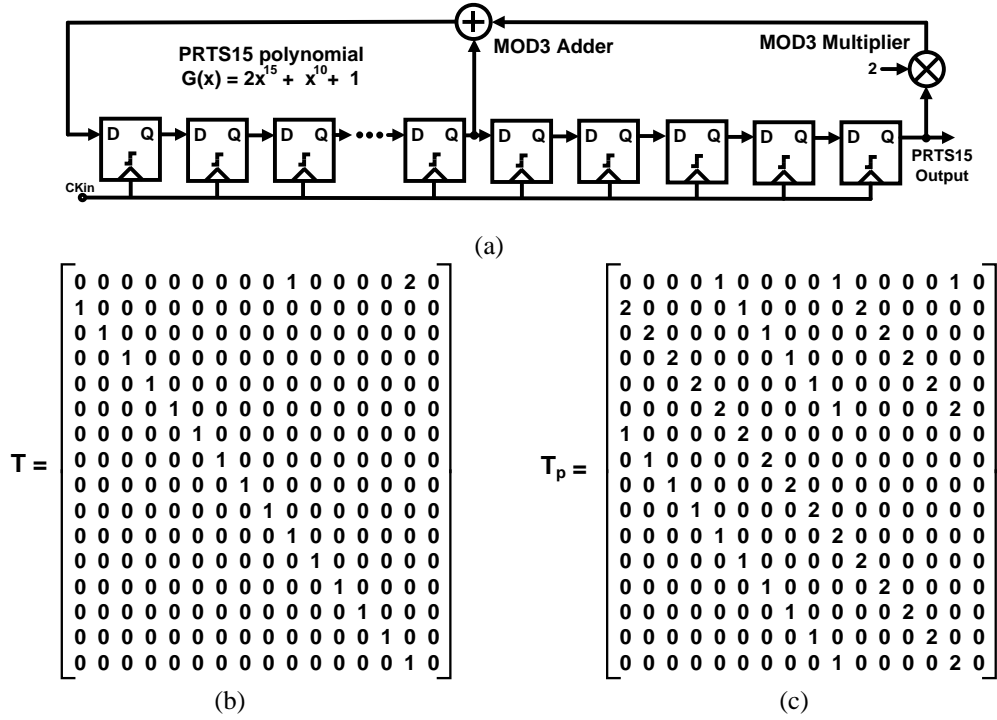 MOD3 Adder
MOD3 Multiplier
2
PRTS15 polynomial
G(x) = 2x^15 + x^10 + 1
D Q D Q D Q D Q D Q D Q D Q D Q D Q
PRTS15
Output
CKin
(a)
T =
0 0 0 0 0 0 0 0 0 1 0 0 0 0 2 0
1 0 0 0 0 0 0 0 0 0 0 0 0 0 0 0
0 1 0 0 0 0 0 0 0 0 0 0 0 0 0 0
0 0 1 0 0 0 0 0 0 0 0 0 0 0 0 0
0 0 0 1 0 0 0 0 0 0 0 0 0 0 0 0
0 0 0 0 1 0 0 0 0 0 0 0 0 0 0 0
0 0 0 0 0 1 0 0 0 0 0 0 0 0 0 0
0 0 0 0 0 0 1 0 0 0 0 0 0 0 0 0
0 0 0 0 0 0 0 1 0 0 0 0 0 0 0 0
0 0 0 0 0 0 0 0 1 0 0 0 0 0 0 0
0 0 0 0 0 0 0 0 0 1 0 0 0 0 0 0
0 0 0 0 0 0 0 0 0 0 1 0 0 0 0 0
0 0 0 0 0 0 0 0 0 0 0 1 0 0 0 0
0 0 0 0 0 0 0 0 0 0 0 0 1 0 0 0
0 0 0 0 0 0 0 0 0 0 0 0 0 1 0 0
0 0 0 0 0 0 0 0 0 0 0 0 0 0 1 0
(b)
Tp =
0 0 0 0 1 0 0 0 0 1 0 0 0 0 1 0
2 0 0 0 0 1 0 0 0 0 2 0 0 0 0 0
0 2 0 0 0 0 1 0 0 0 0 2 0 0 0 0
0 0 2 0 0 0 0 1 0 0 0 0 2 0 0 0
0 0 0 2 0 0 0 0 1 0 0 0 0 2 0 0
0 0 0 0 2 0 0 0 0 1 0 0 0 0 2 0
1 0 0 0 0 2 0 0 0 0 0 0 0 0 0 0
0 1 0 0 0 0 2 0 0 0 0 0 0 0 0 0
0 0 1 0 0 0 0 2 0 0 0 0 0 0 0 0
0 0 0 1 0 0 0 0 2 0 0 0 0 0 0 0
0 0 0 0 1 0 0 0 0 2 0 0 0 0 0 0
0 0 0 0 0 1 0 0 0 0 2 0 0 0 0 0
0 0 0 0 0 0 1 0 0 0 0 2 0 0 0 0
0 0 0 0 0 0 0 1 0 0 0 0 2 0 0 0
0 0 0 0 0 0 0 0 1 0 0 0 0 2 0 0
0 0 0 0 0 0 0 0 0 1 0 0 0 0 2 0
(c)